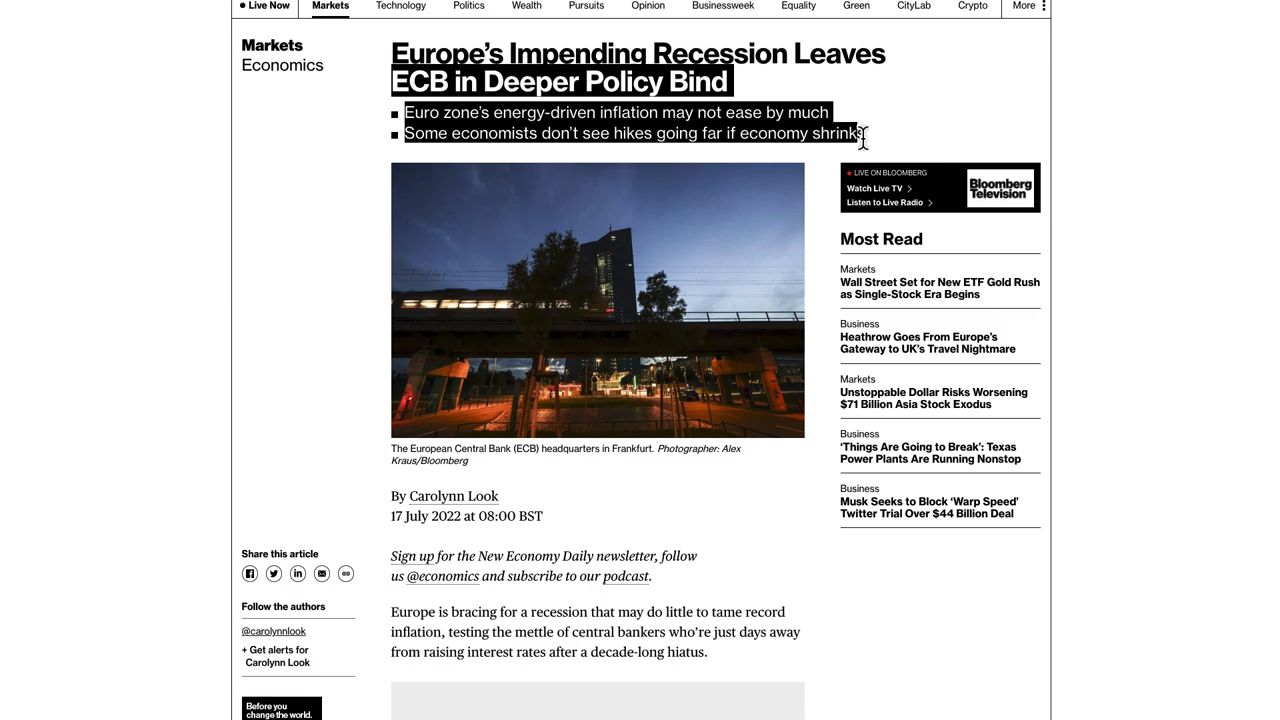 Live Now
Markets
Technology
Politics
Wealth
Pursuits
Opinion
Businessweek
Equality
Green
CityLab
Crypto
More
Markets
Economics
Europe's Impending Recession Leaves
ECB in Deeper Policy Bind
Euro zone's energy-driven inflation may not ease by much
Some economists don't see hikes going far if economy shrinks
The European Central Bank (ECB) headquarters in Frankfurt. Photographer: Alex
Kraus/Bloomberg
By Carolynn Look
17 July 2022 at 08:00 BST
Sign up for the New Economy Daily newsletter, follow
us @economics and subscribe to our podcast.
Europe is bracing for a recession that may do little to tame record
inflation, testing the mettle of central bankers who're just days away
from raising interest rates after a decade-long hiatus.
Share this article
Follow the authors
@carolynnlook
+ Get alerts for
Carolynn Look
Before you
change the world.
LIVE ON BLOOMBERG
Watch Live TV
Listen to Live Radio
Bloomberg
Television
Most Read
Markets
Wall Street Set for New ETF Gold Rush
as Single-Stock Era Begins
Business
Heathrow Goes From Europe's
Gateway to UK's Travel Nightmare
Markets
Unstoppable Dollar Risks Worsening
$71 Billion Asia Stock Exodus
Business
'Things Are Going to Break': Texas
Power Plants Are Running Nonstop
Business
Musk Seeks to Block 'Warp Speed'
Twitter Trial Over $44 Billion Deal